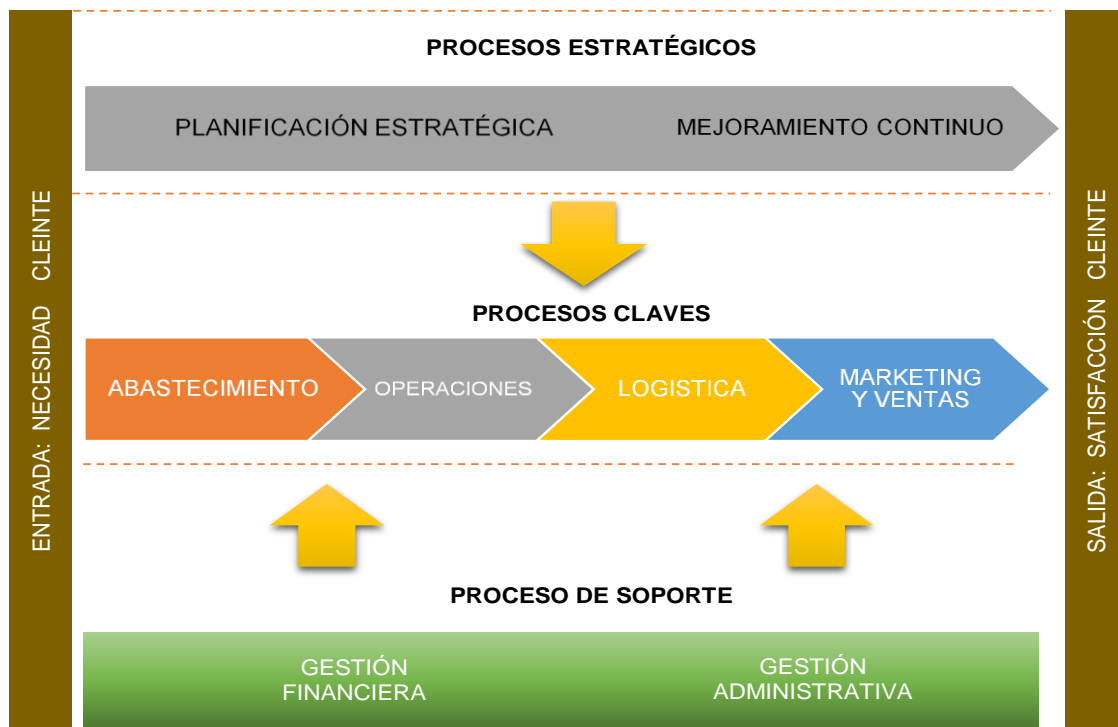 PROCESOS ESTRATÉGICOS
PLANIFICACIÓN ESTRATÉGICA
MEJORAMIENTO CONTINUO
ENTRADA: NECESIDAD CLEINTE
PROCESOS CLAVES
ABASTECIMIENTO
OPERACIONES
LOGISTICA
MARKETING
Y VENTAS
SALIDA: SATISFACCIÓN CLEINTE
PROCESO DE SOPORTE
GESTIÓN
FINANCIERA
GESTIÓN
ADMINISTRATIVA